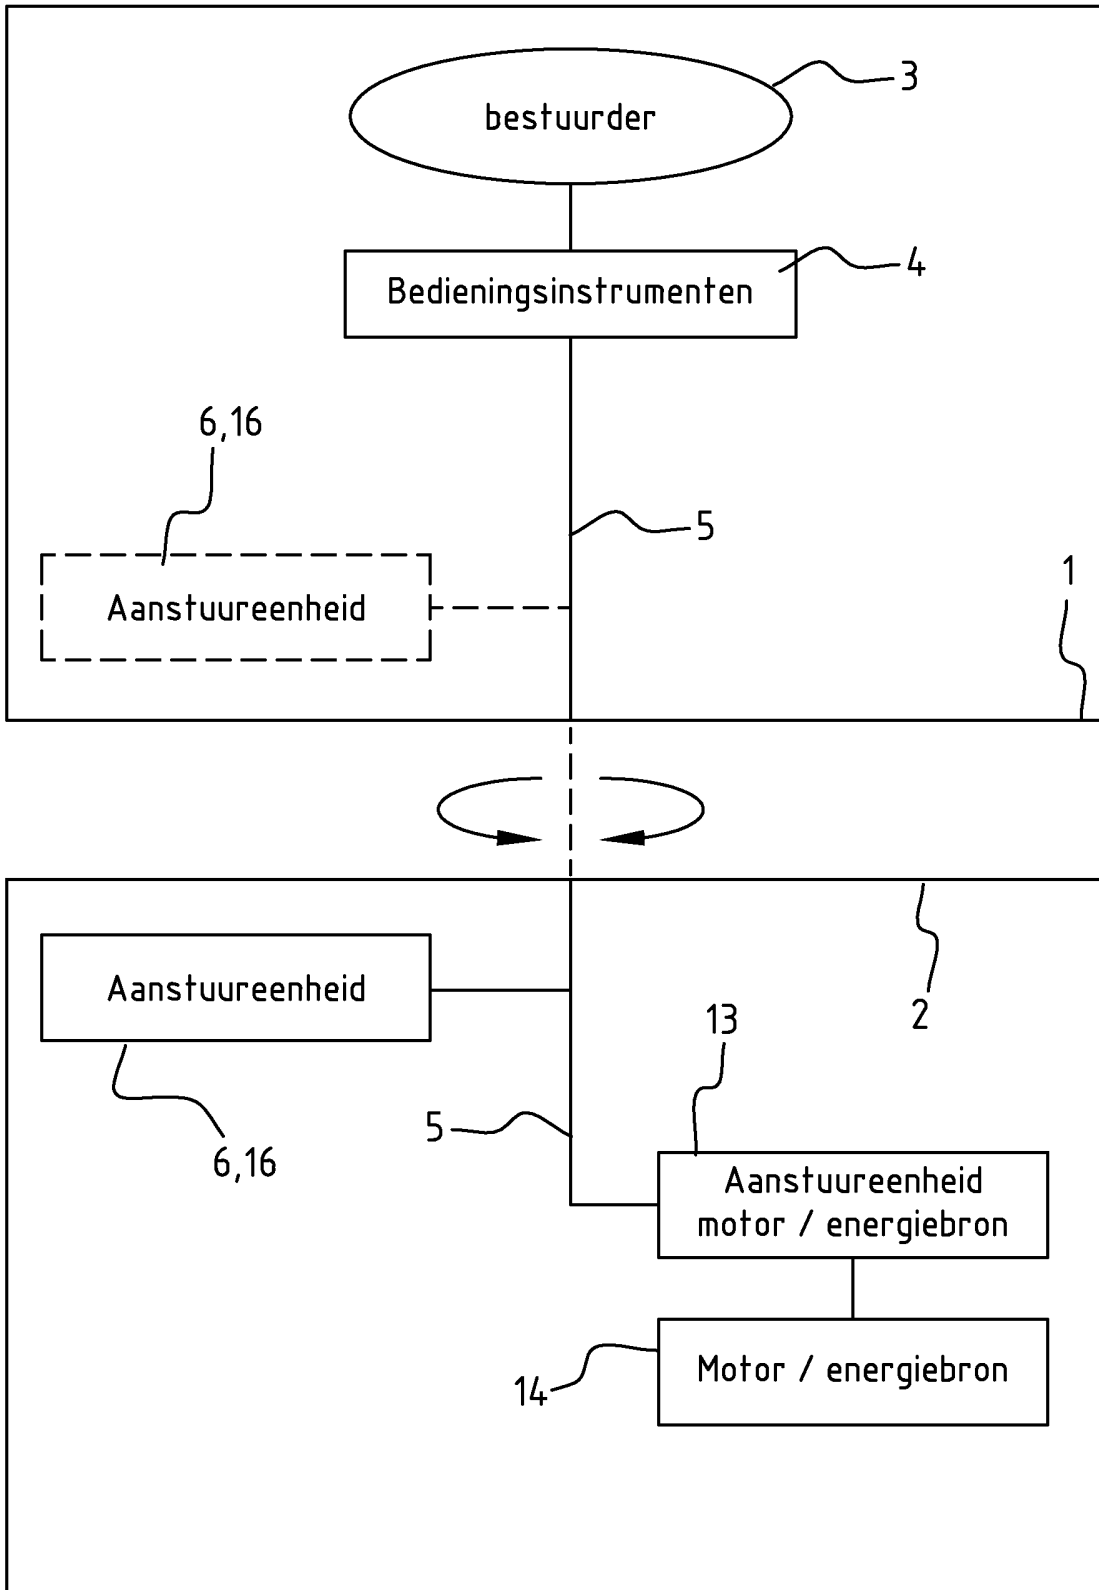 3
bestuurder
4
Bedieningsinstrumenten
6,16
5
Aanstuureenheid
1
Aanstuureenheid
2
13
5
6,16
Aanstuureenheid
motor / energiebron
Motor / energiebron
14